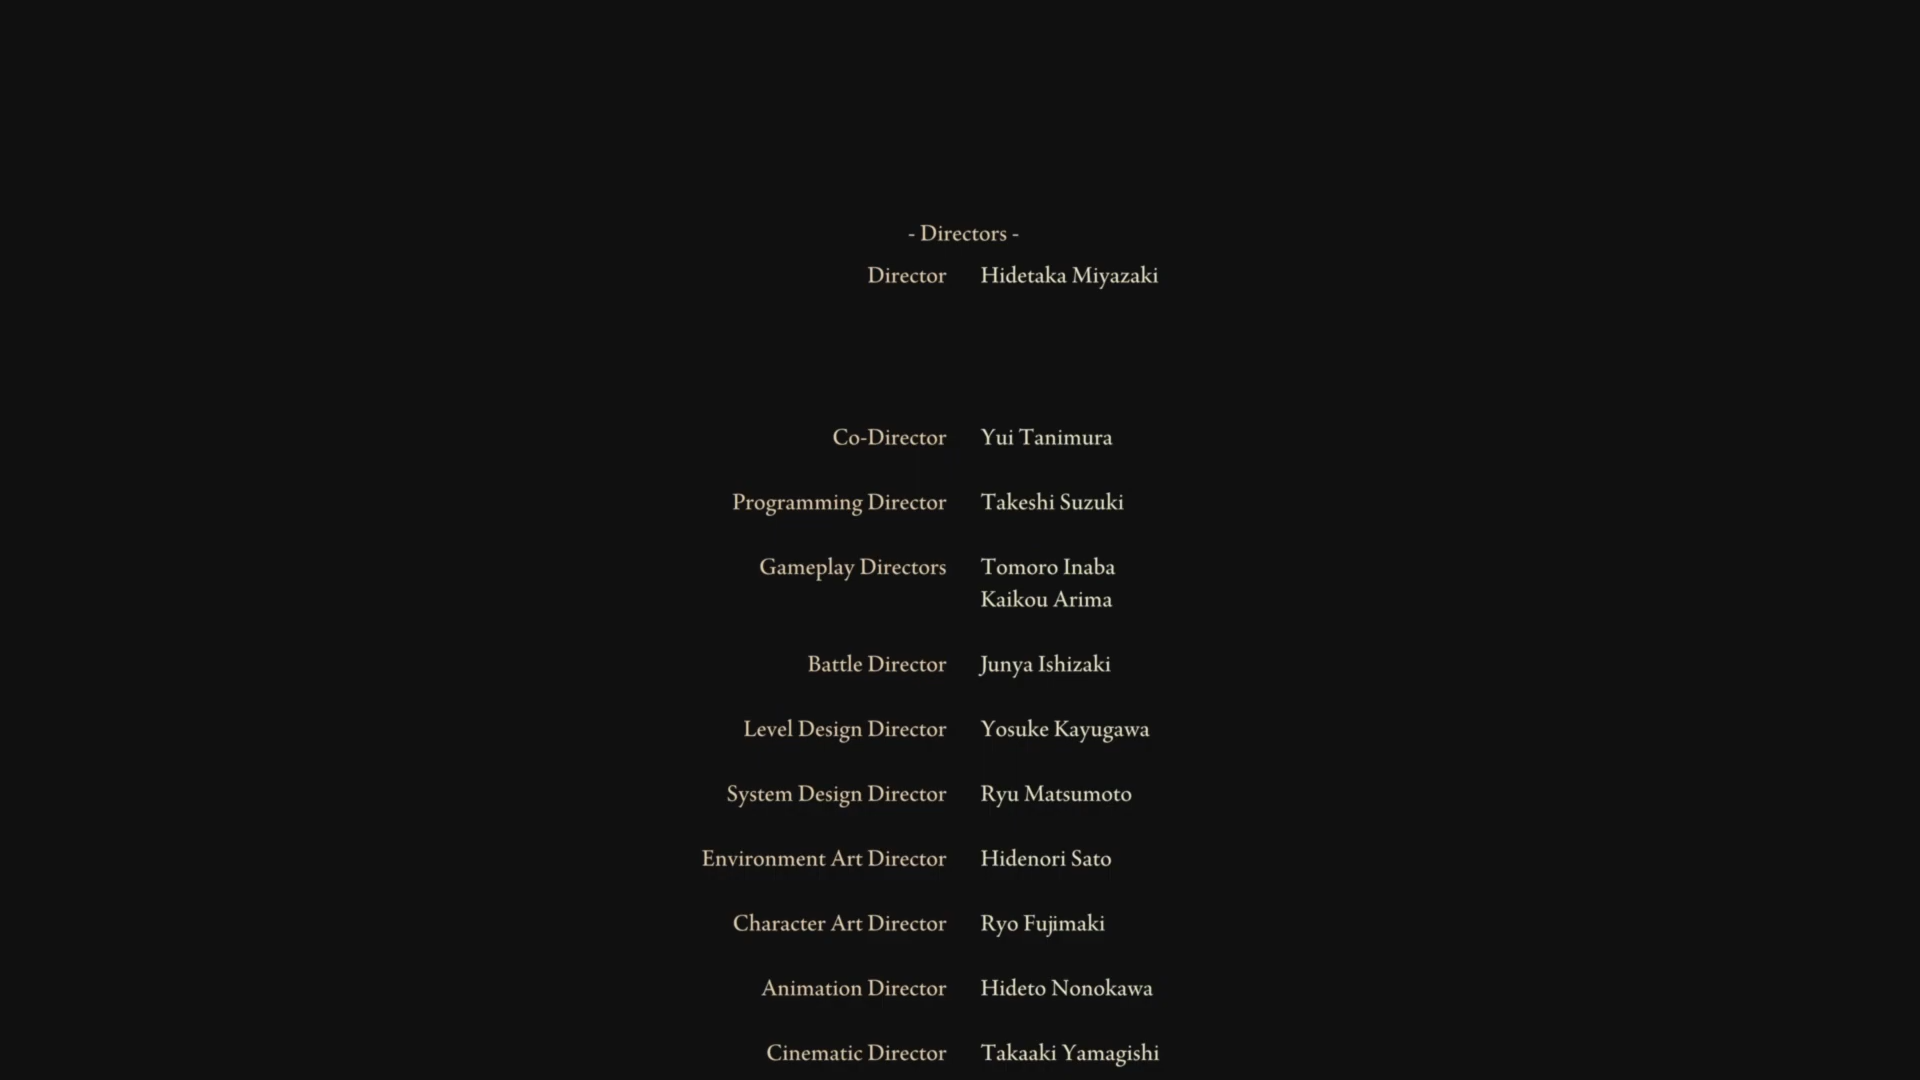 - Directors -
Director Hidetaka Miyazaki
Co-Director Yui Tanimura
Programming Director Takeshi Suzuki
Gameplay Directors Tomoro Inaba
Kaikou Arima
Battle Director Junya Ishizaki
Level Design Director Yosuke Kayugawa
System Design Director Ryu Matsumoto
Environment Art Director Hidenori Sato
Character Art Director Ryo Fujimaki
Animation Director Hideto Nonokawa
Cinematic Director Takaaki Yamagishi